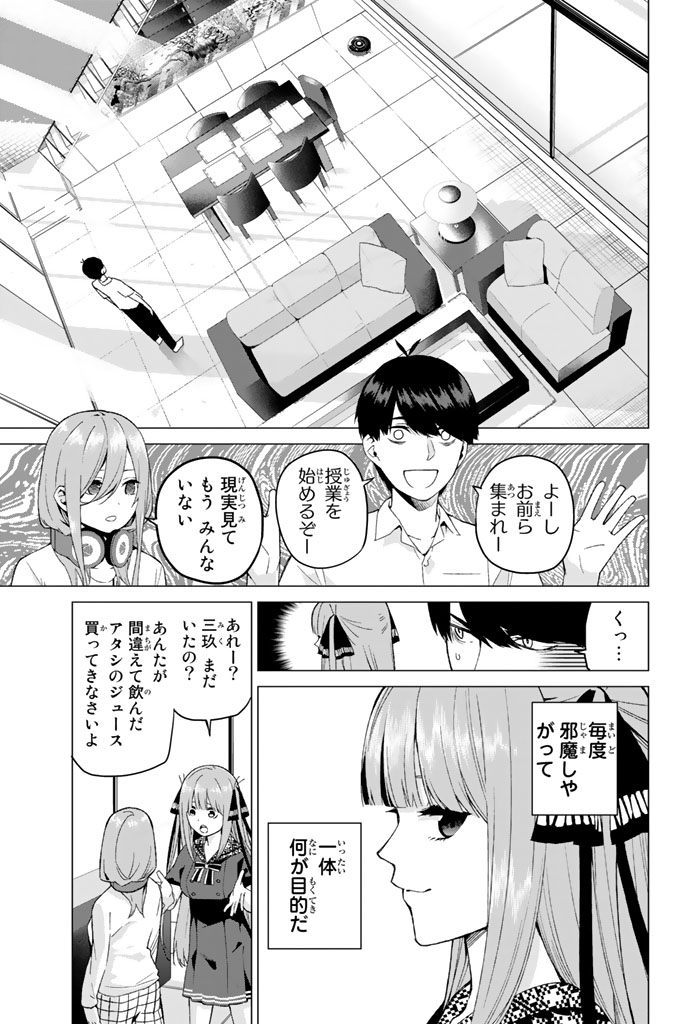 よーし
お前ら
集まれー
授業を
始めるぞー
現実見て
もう みんな
いない
くっ…
毎度
邪魔しや
がって
一体
何が目的だ
あれー？
三玖 まだ
いたの？
あんたが
間違えて飲んだ
アタシのジュース
買ってきなさいよ